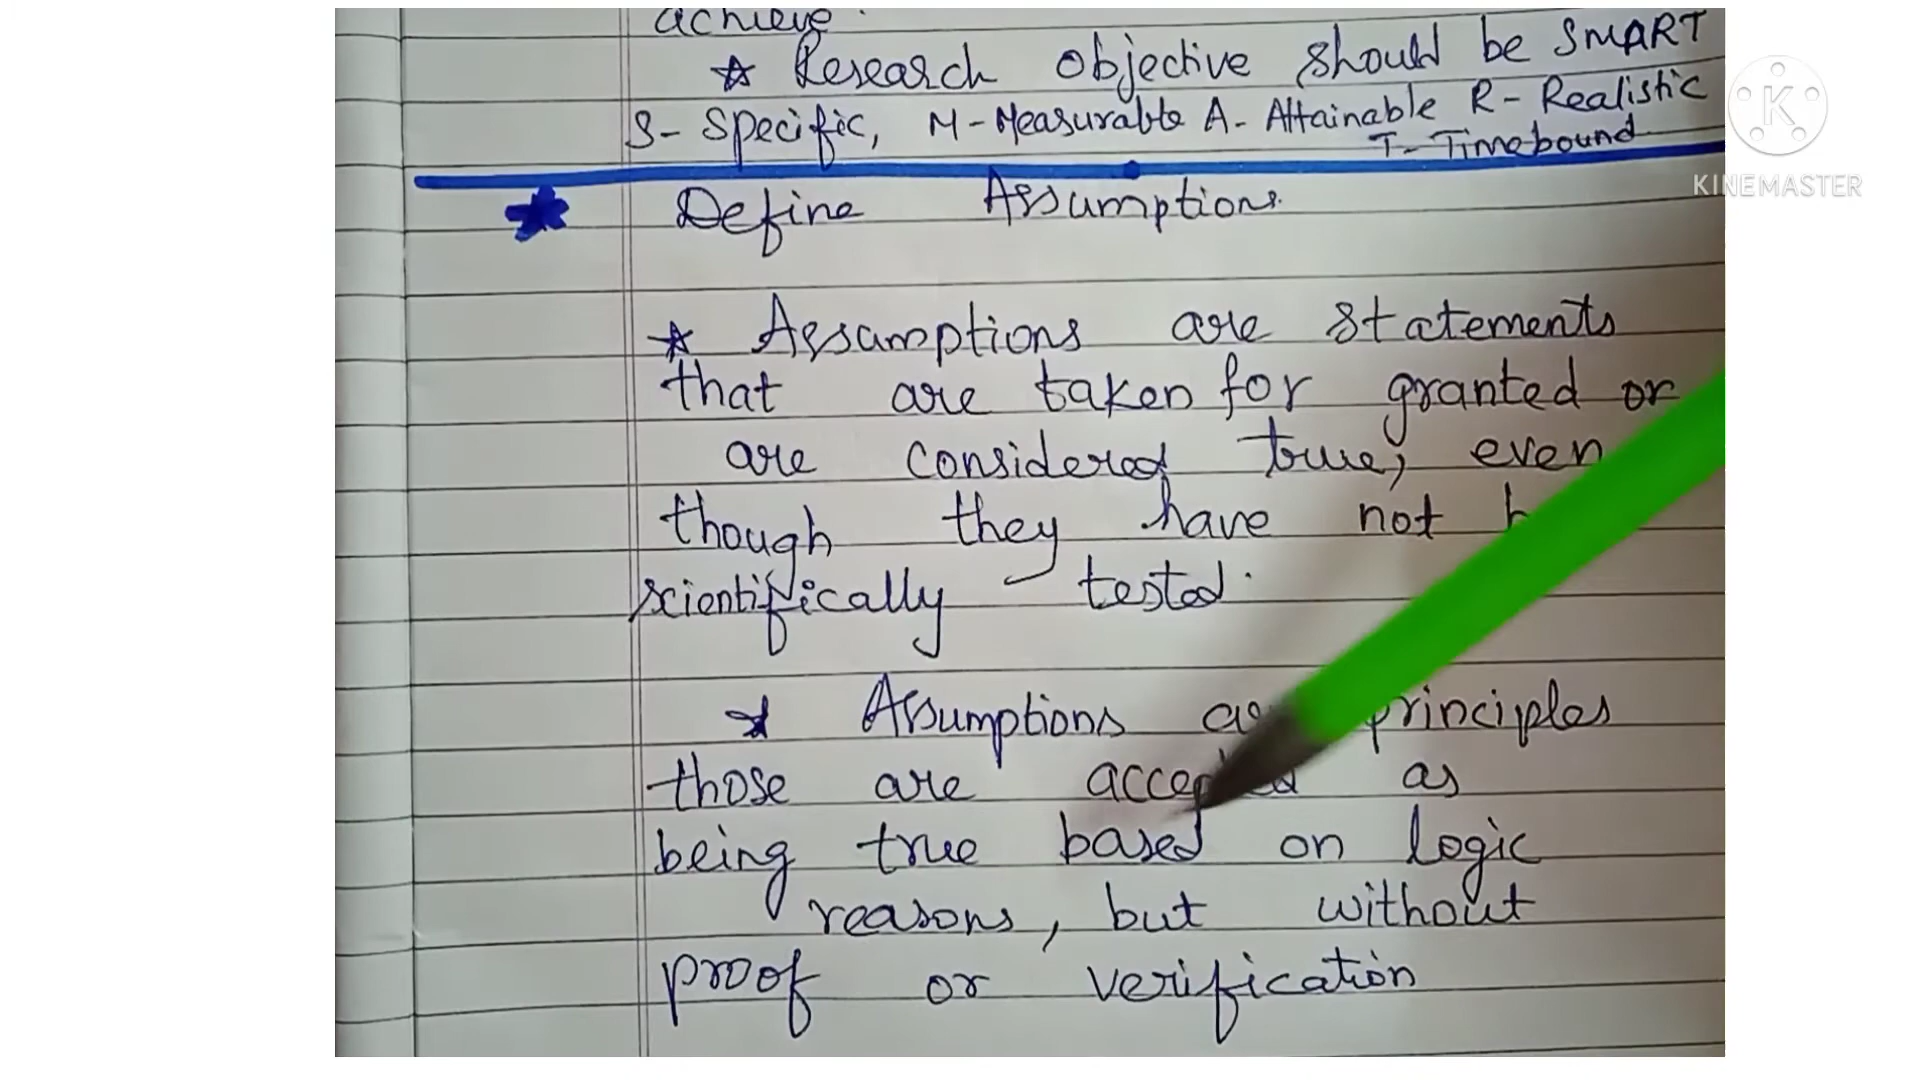 achieve.
☆ Research objective should be SMART
S- Specific, M-Measurable A- Attainable R- Realistic
T- Timebound
KINEMASTER
★ Define Assumptions.
☆ Assumptions are statements
that are taken for granted or
are considered true, even
though they have not
scientifically tested.
★ Assumptions principles
those are as
being true based on logic
reasons, but without
proof or verification